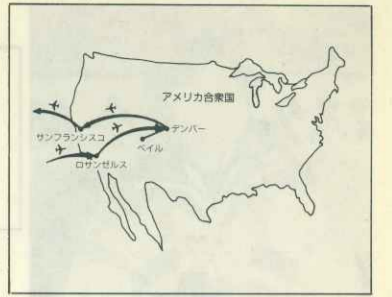 アメリカ合衆国
サンフランシスコ
デンバー
ベイル
ロサンゼルス